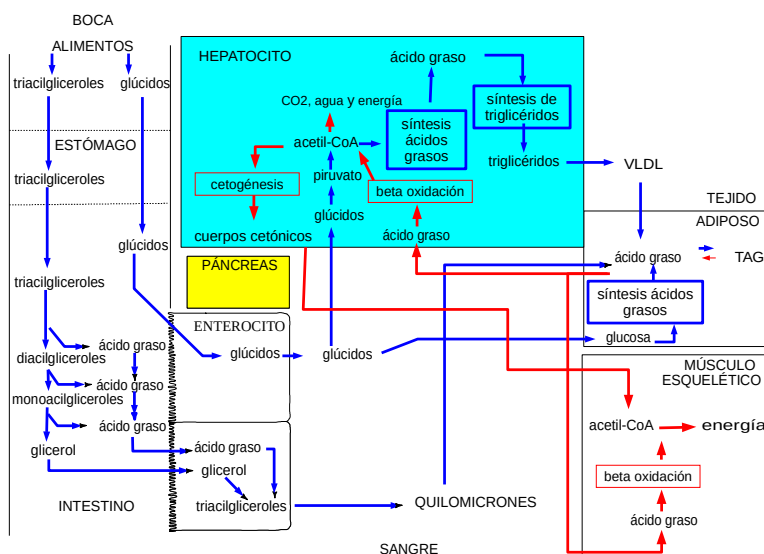 BOCA
ALIMENTOS
triacilgliceroles
glúcidos
ESTÓMAGO
triacilgliceroles
glúcidos
triacilgliceroles
diacilgliceroles
ácido graso
ácido graso
monoacilgliceroles
ácido graso
glicerol
INTESTINO
HEPATOCITO
ácido graso
CO2, agua y energía
síntesis
ácidos
grasos
síntesis de
triglicéridos
acetil-CoA
triglicéridos
piruvato
cetogénesis
beta oxidación
glúcidos
cuerpos cetónicos
ácido graso
PÁNCREAS
ENTEROCITO
glúcidos
glúcidos
ácido graso
glicerol
triacilgliceroles
QUILOMICRONES
SANGRE
VLDL
TEJIDO
ADIPOSO
ácido graso
TAG
síntesis ácidos
grasos
glucosa
MÚSCULO
ESQUELÉTICO
acetil-CoA
energía
beta oxidación
ácido graso